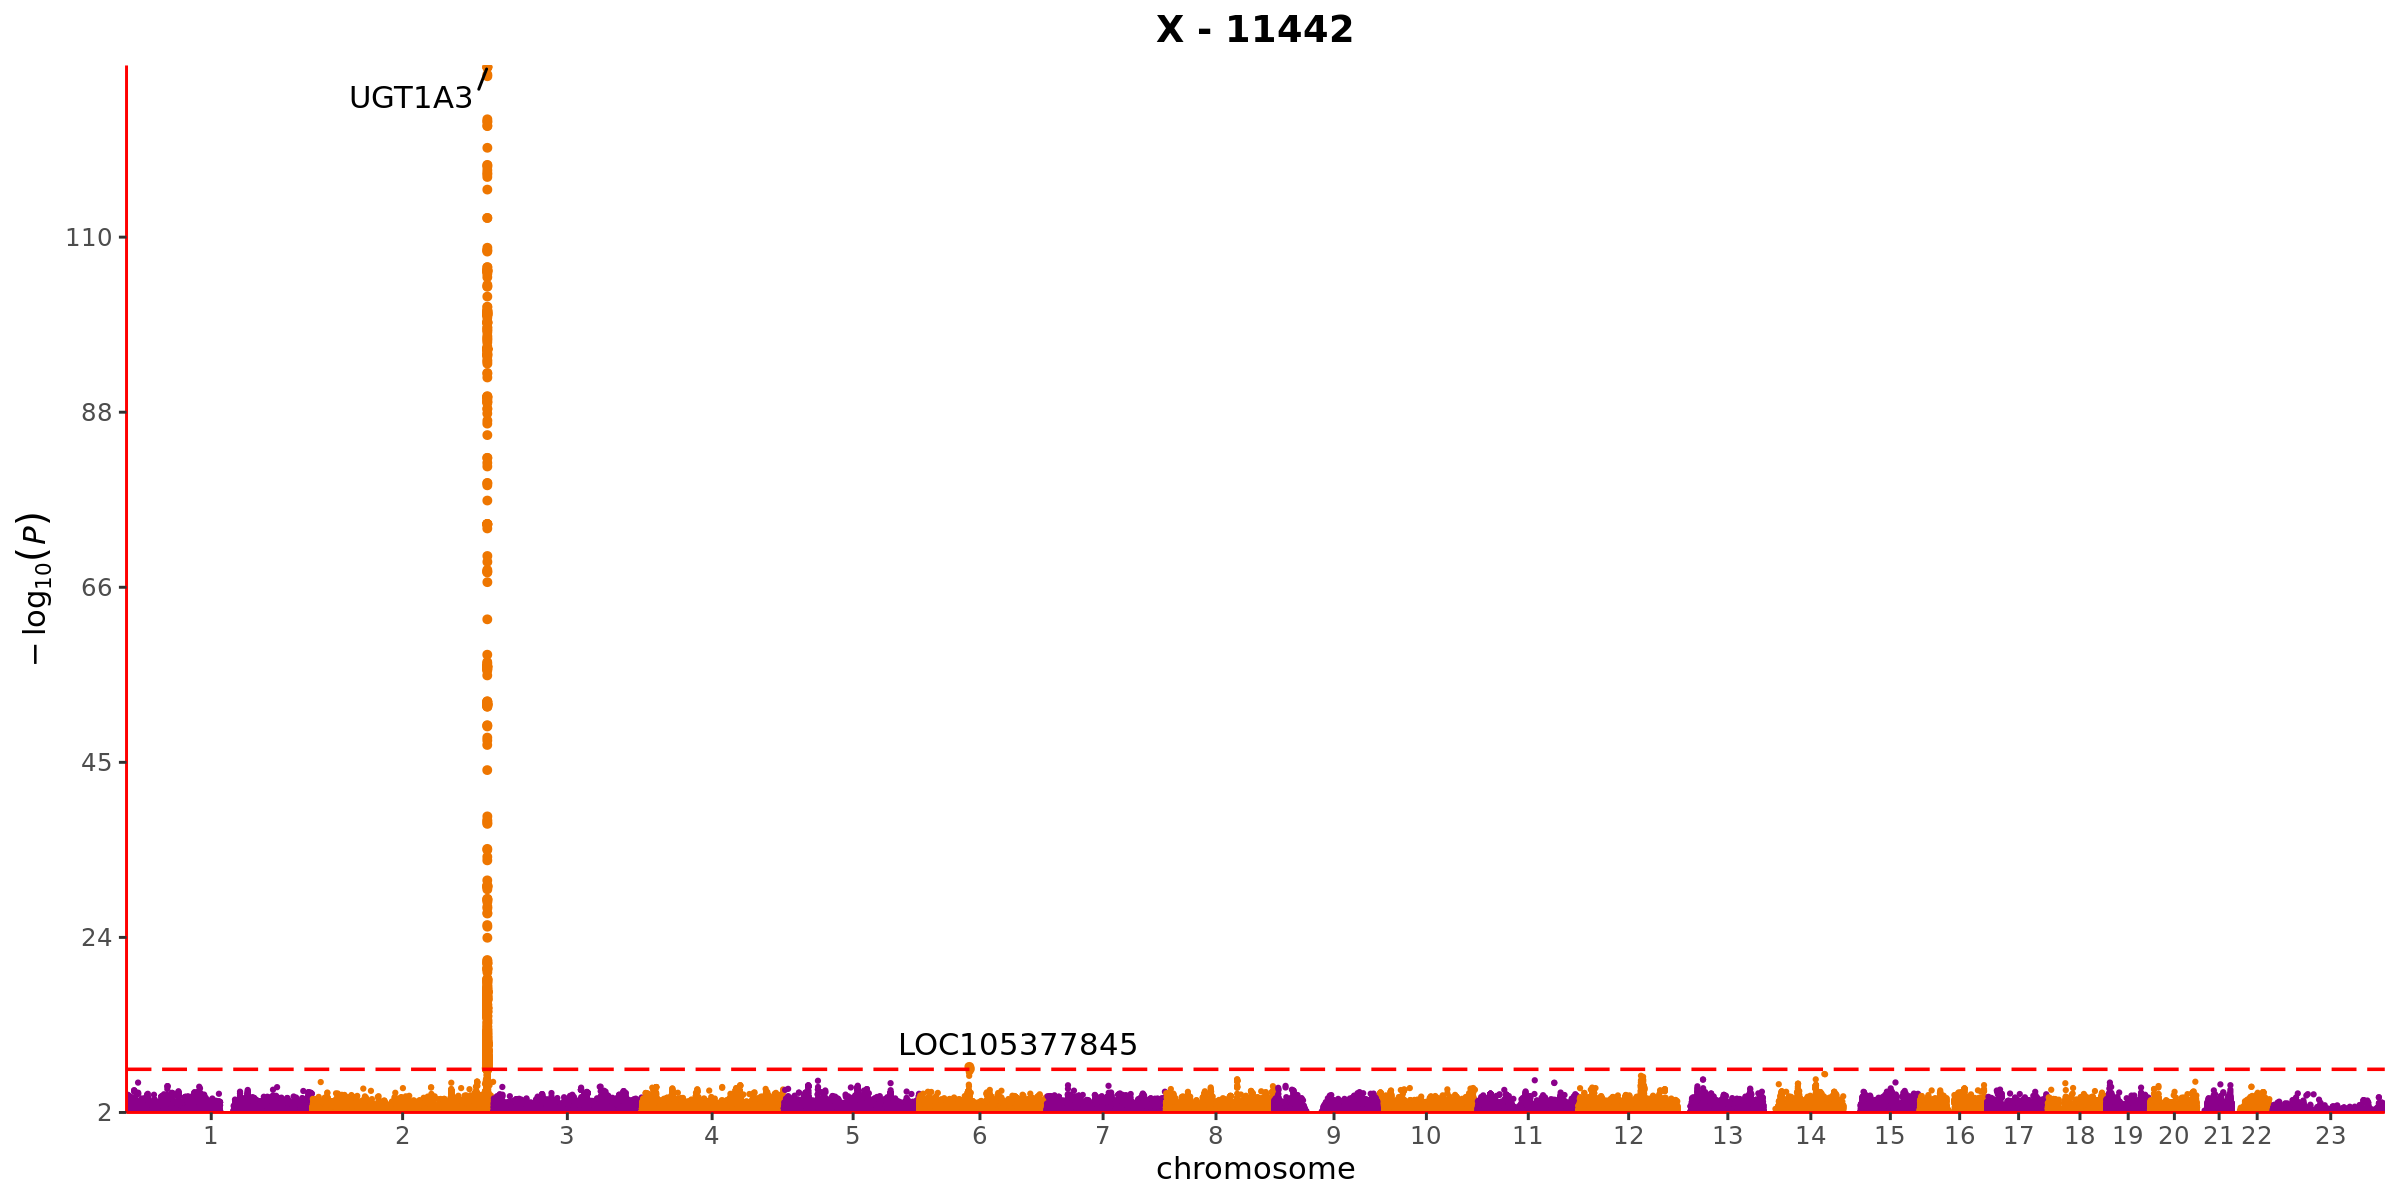 X - 11442
UGT1A3
110
88
66
45
24
2
− log10(P)
LOC105377845
1 2 3 4 5 6 7 8 9 10 11 12 13 14 15 16 17 18 19 20 21 22 23
chromosome